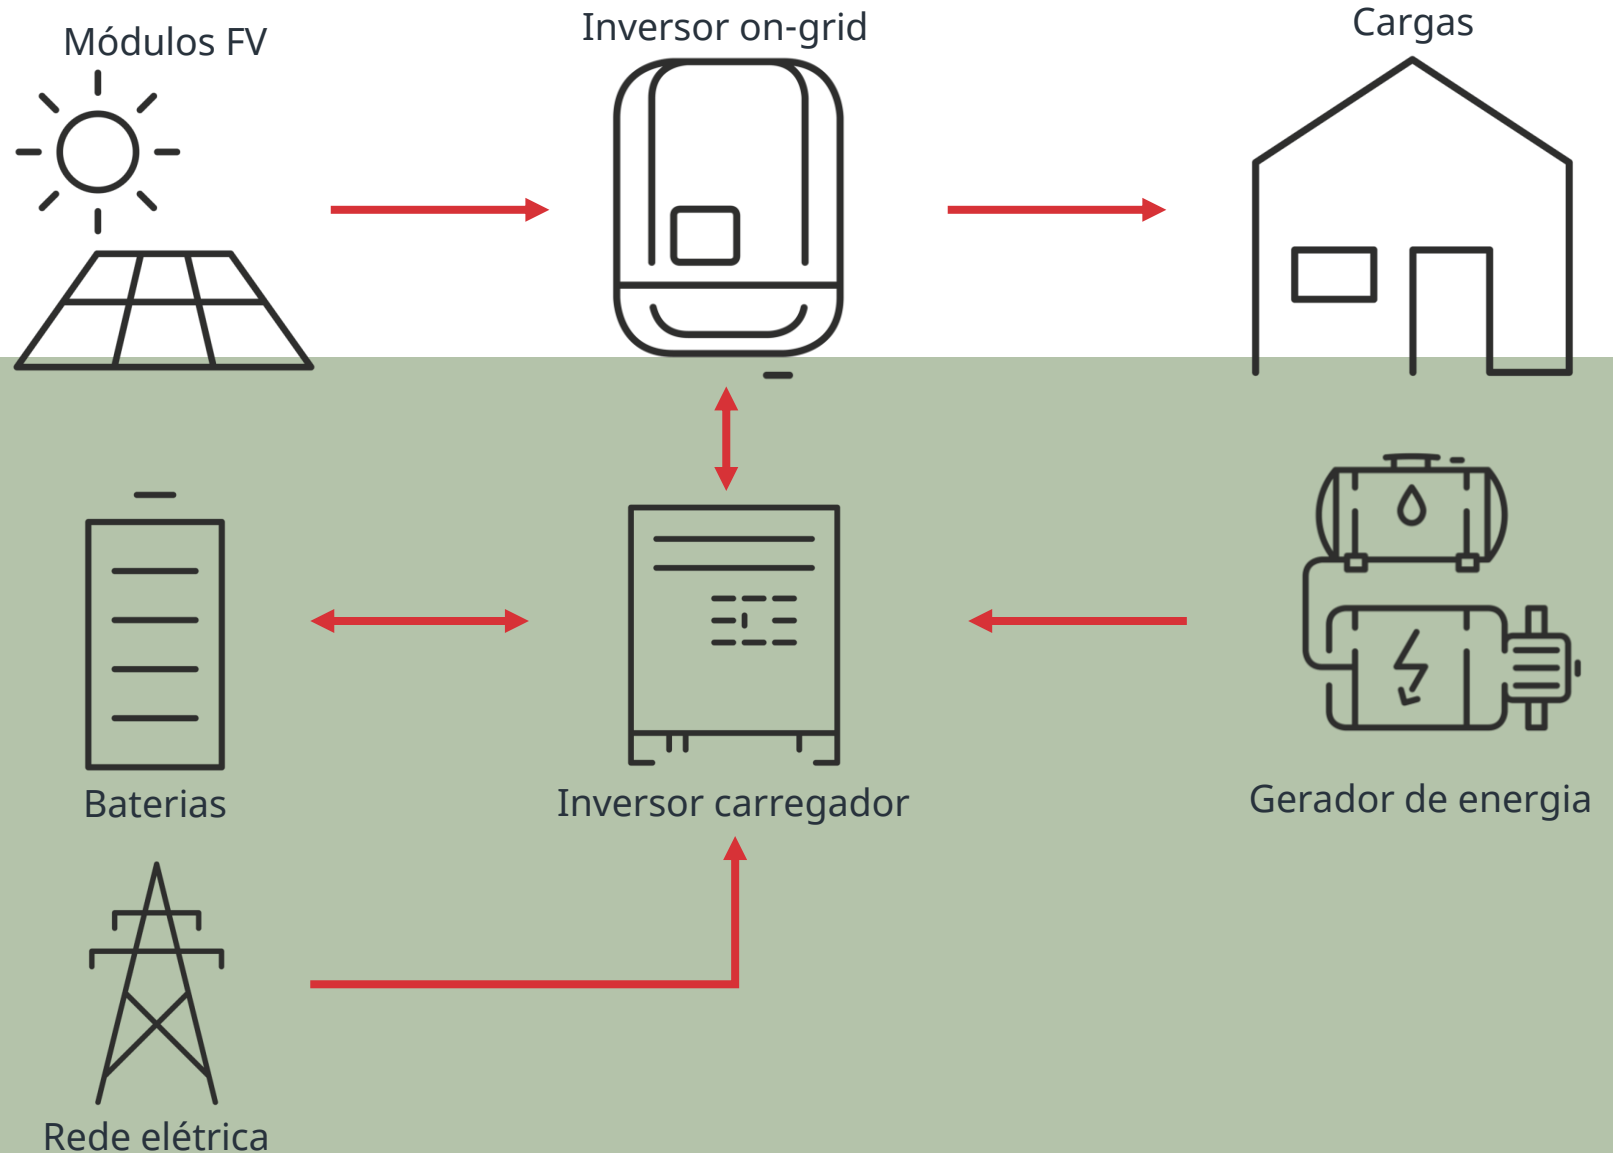 Módulos FV
Inversor on-grid
Cargas
Baterias
Inversor carregador
Gerador de energia
Rede elétrica